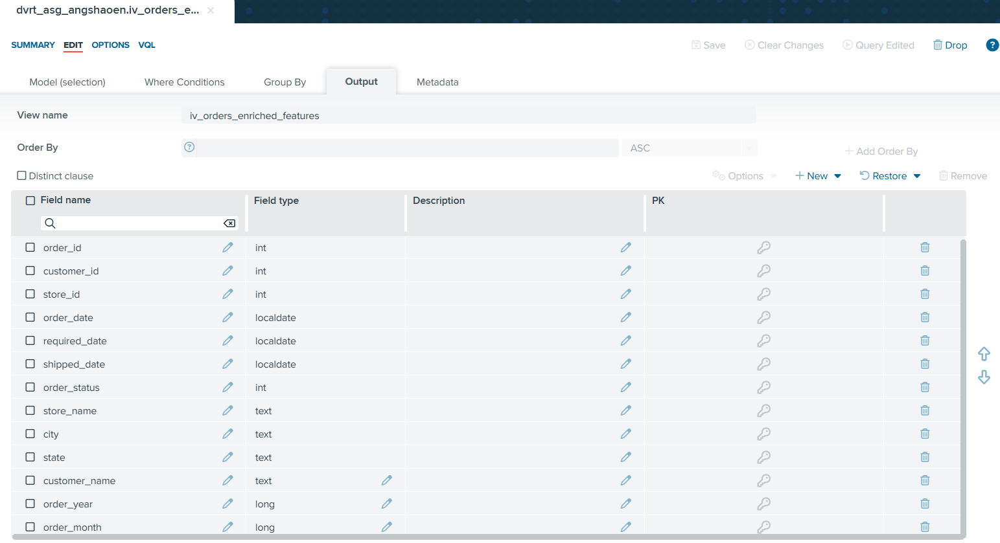 dvrt_asg_angshaoen.iv_orders_e...
SUMMARY EDIT OPTIONS VQL
Save Clear Changes Query Edited Drop ?
Model (selection) Where Conditions Group By Output Metadata
View name iv_orders_enriched_features
Order By ? ASC + Add Order By
Distinct clause Options + New Restore Remove
Field name Field type Description PK
order_id int
customer_id int
store_id int
order_date localdate
required_date localdate
shipped_date localdate
order_status int
store_name text
city text
state text
customer_name text
order_year long
order_month long